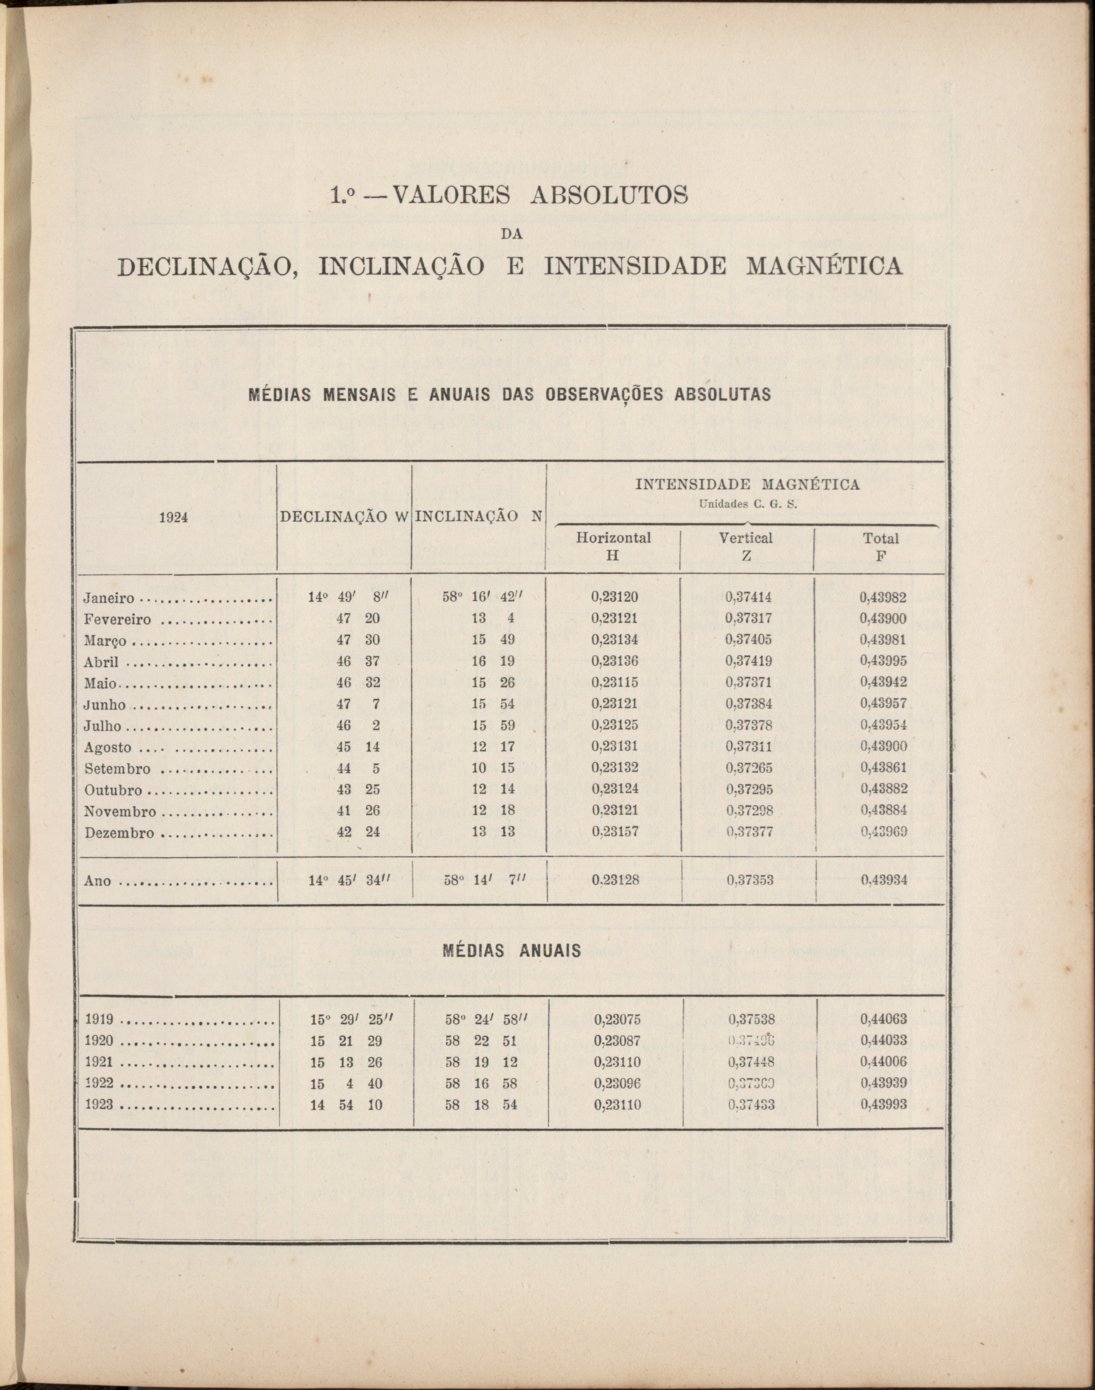 1.º — VALORES ABSOLUTOS
DA
DECLINAÇÃO, INCLINAÇÃO E INTENSIDADE MAGNÉTICA
MÉDIAS MENSAIS E ANUAIS DAS OBSERVAÇÕES ABSOLUTAS
1924 DECLINAÇÃO W INCLINAÇÃO N INTENSIDADE MAGNÉTICA
Unidades C. G. S.
Horizontal Vertical Total
H Z F
Janeiro 14º 49′ 8″ 58º 16′ 42″ 0,23120 0,37414 0,43982
Fevereiro 47 20 13 4 0,23121 0,37317 0,43900
Março 47 30 15 49 0,23134 0,37405 0,43981
Abril 46 37 16 19 0,23136 0,37419 0,43995
Maio 46 32 15 26 0,23115 0,37371 0,43942
Junho 47 7 15 54 0,23121 0,37384 0,43957
Julho 46 2 15 59 0,23125 0,37378 0,43954
Agosto 45 14 12 17 0,23131 0,37311 0,43900
Setembro 44 5 10 15 0,23132 0,37265 0,43861
Outubro 43 25 12 14 0,23124 0,37295 0,43882
Novembro 41 26 12 18 0,23121 0,37298 0,43884
Dezembro 42 24 13 13 0,23157 0,37377 0,43969
Ano 14º 45′ 34″ 58º 14′ 7″ 0.23128 0,37353 0,43934
MÉDIAS ANUAIS
1919 15º 29′ 25″ 58º 24′ 58″ 0,23075 0,37538 0,44063
1920 15 21 29 58 22 51 0,23087 0,44033
1921 15 13 26 58 19 12 0,23110 0,37448 0,44006
1922 15 4 40 58 16 58 0,23096 0,43939
1923 14 54 10 58 18 54 0,23110 0,37433 0,43993